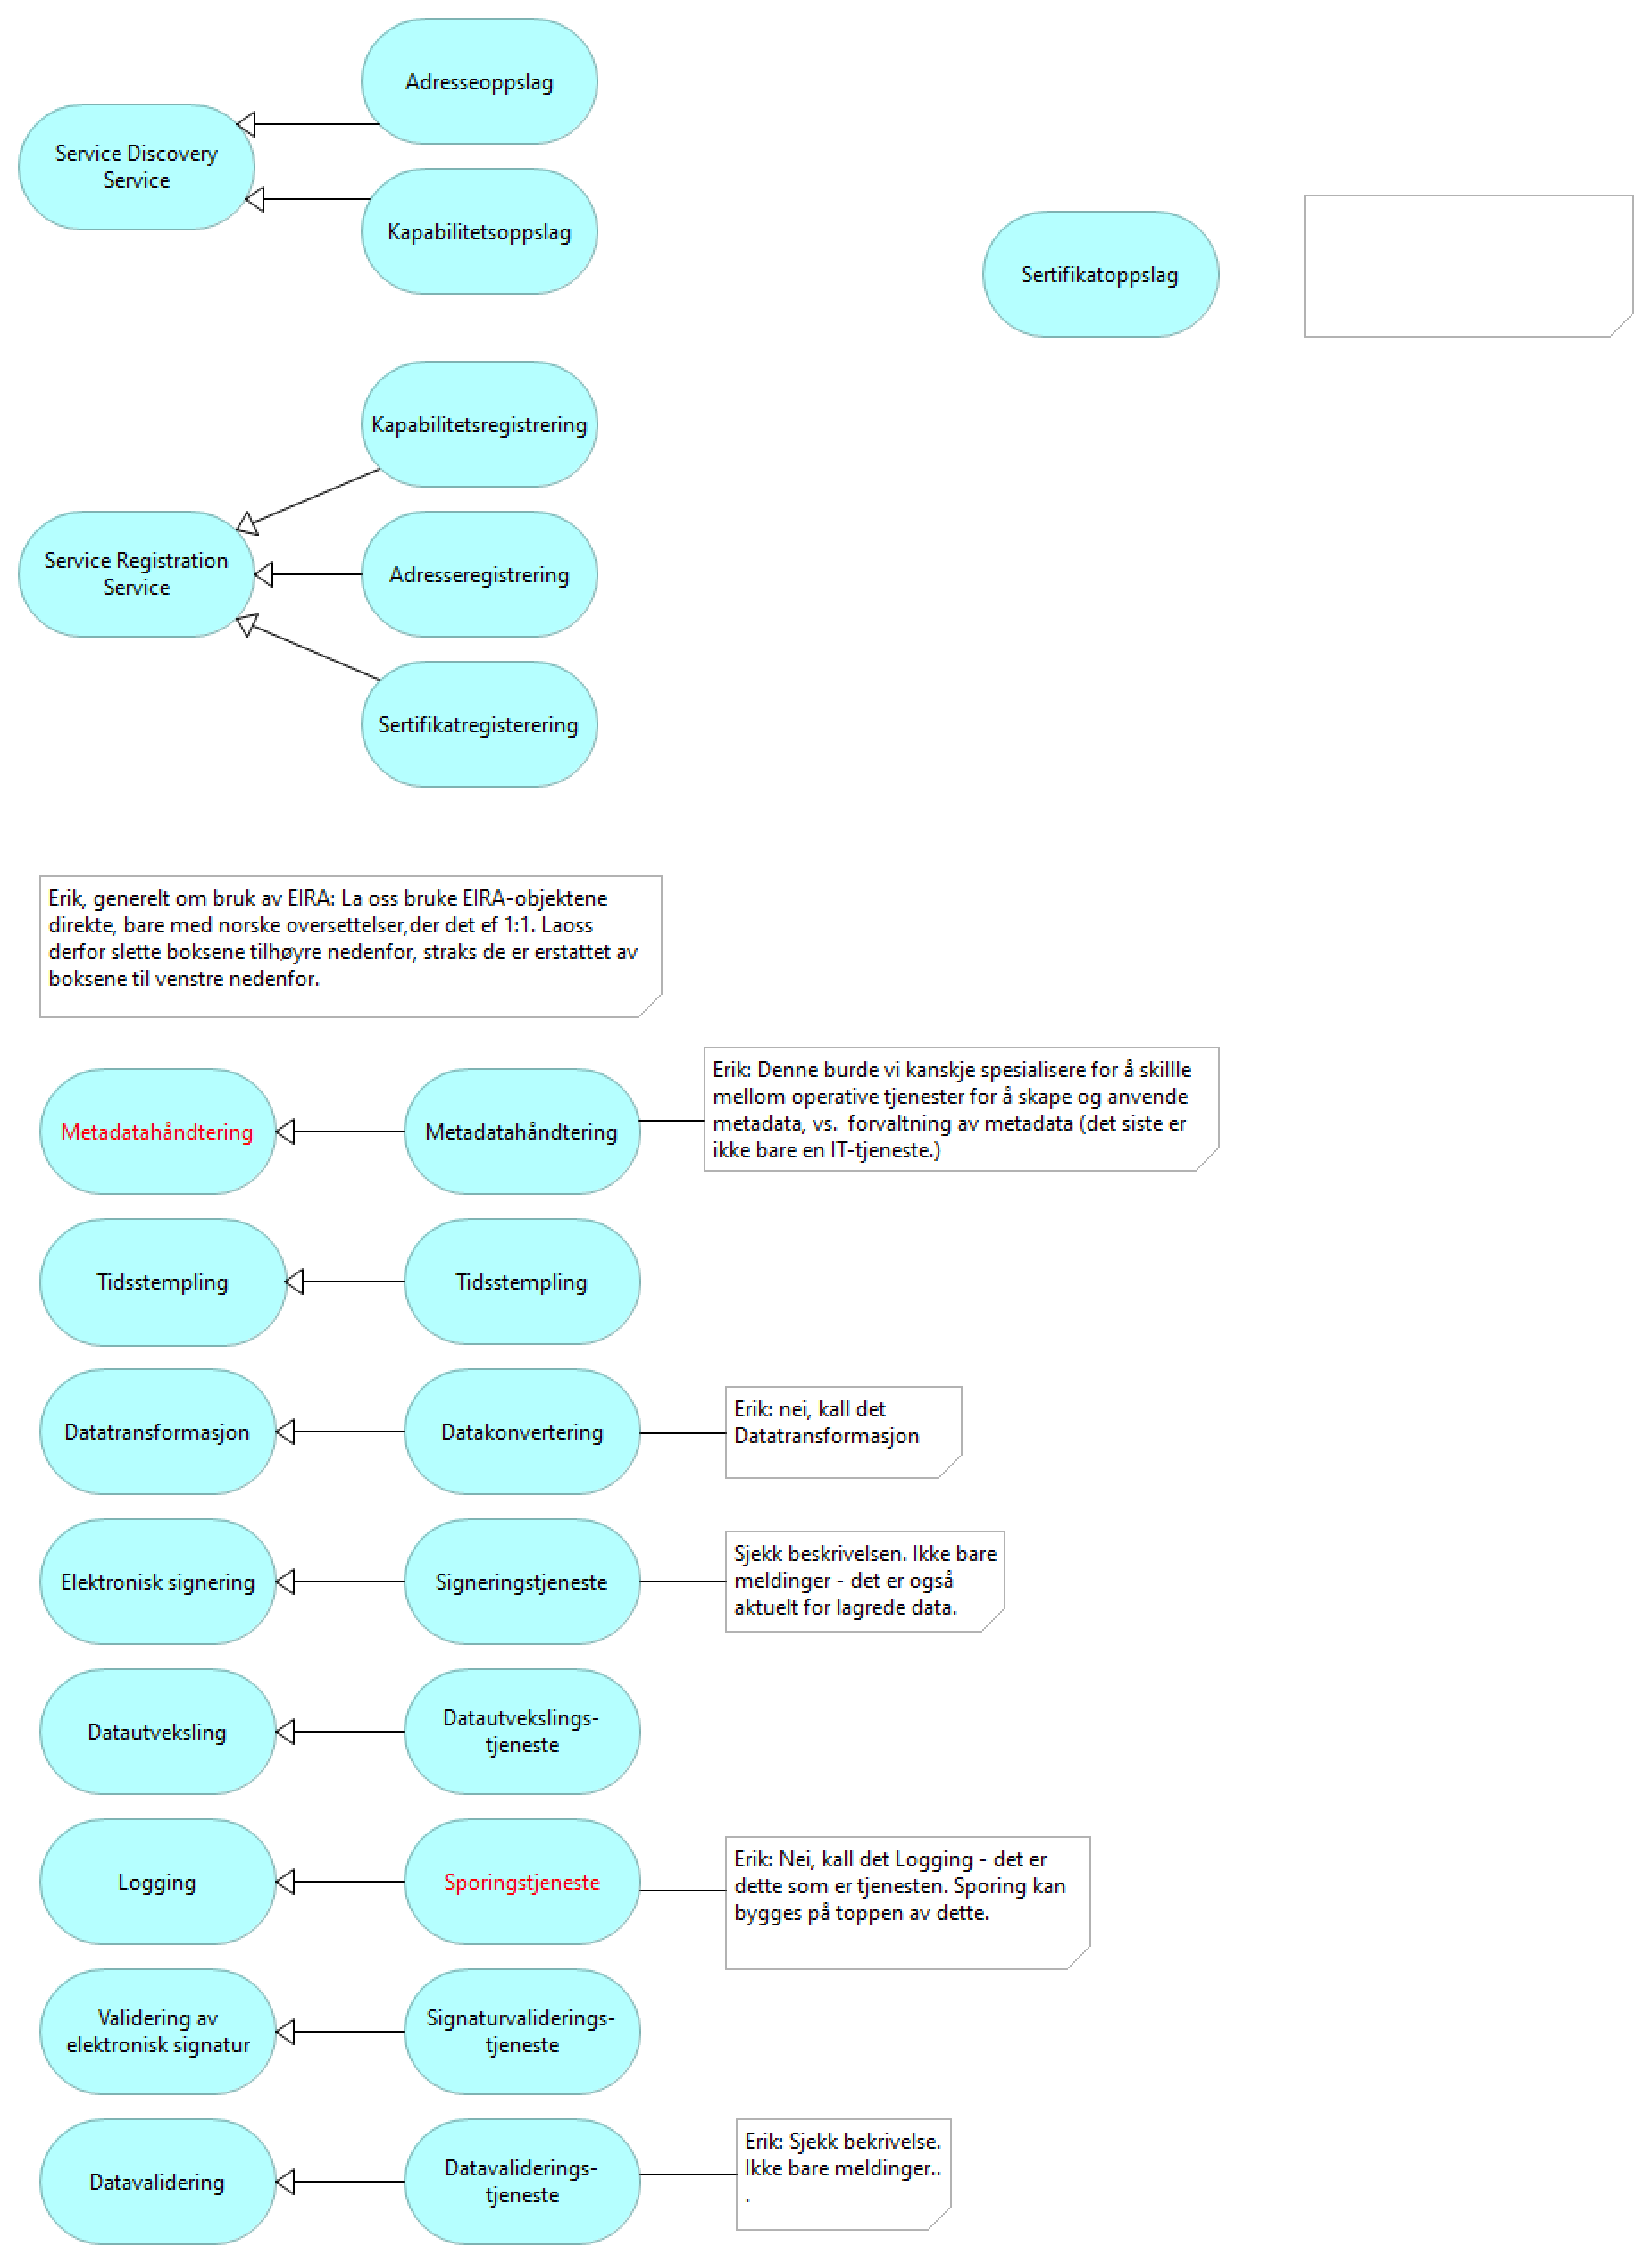 Adresseoppslag
Service Discovery
Service
Kapabilitetsoppslag
Sertifikatoppslag
Kapabilitetsregistrering
Service Registration
Service
Adresseregistrering
Sertifikatregisterering
Erik, generelt om bruk av EIRA: La oss bruke EIRA-objektene
direkte, bare med norske oversettelser,der det ef 1:1. Laoss
derfor slette boksene tilhøyre nedenfor, straks de er erstattet av
boksene til venstre nedenfor.
Metadatahåndtering
Metadatahåndtering
Erik: Denne burde vi kanskje spesialisere for å skillle
mellom operative tjenester for å skape og anvende
metadata, vs.  forvaltning av metadata (det siste er
ikke bare en IT-tjeneste.)
Tidsstempling
Tidsstempling
Datatransformasjon
Datakonvertering
Erik: nei, kall det
Datatransformasjon
Elektronisk signering
Signeringstjeneste
Sjekk beskrivelsen. Ikke bare
meldinger - det er også
aktuelt for lagrede data.
Datautveksling
Datautvekslings-
tjeneste
Logging
Sporingstjeneste
Erik: Nei, kall det Logging - det er
dette som er tjenesten. Sporing kan
bygges på toppen av dette.
Validering av
elektronisk signatur
Signaturvaliderings-
tjeneste
Datavalidering
Datavaliderings-
tjeneste
Erik: Sjekk bekrivelse.
Ikke bare meldinger..
.